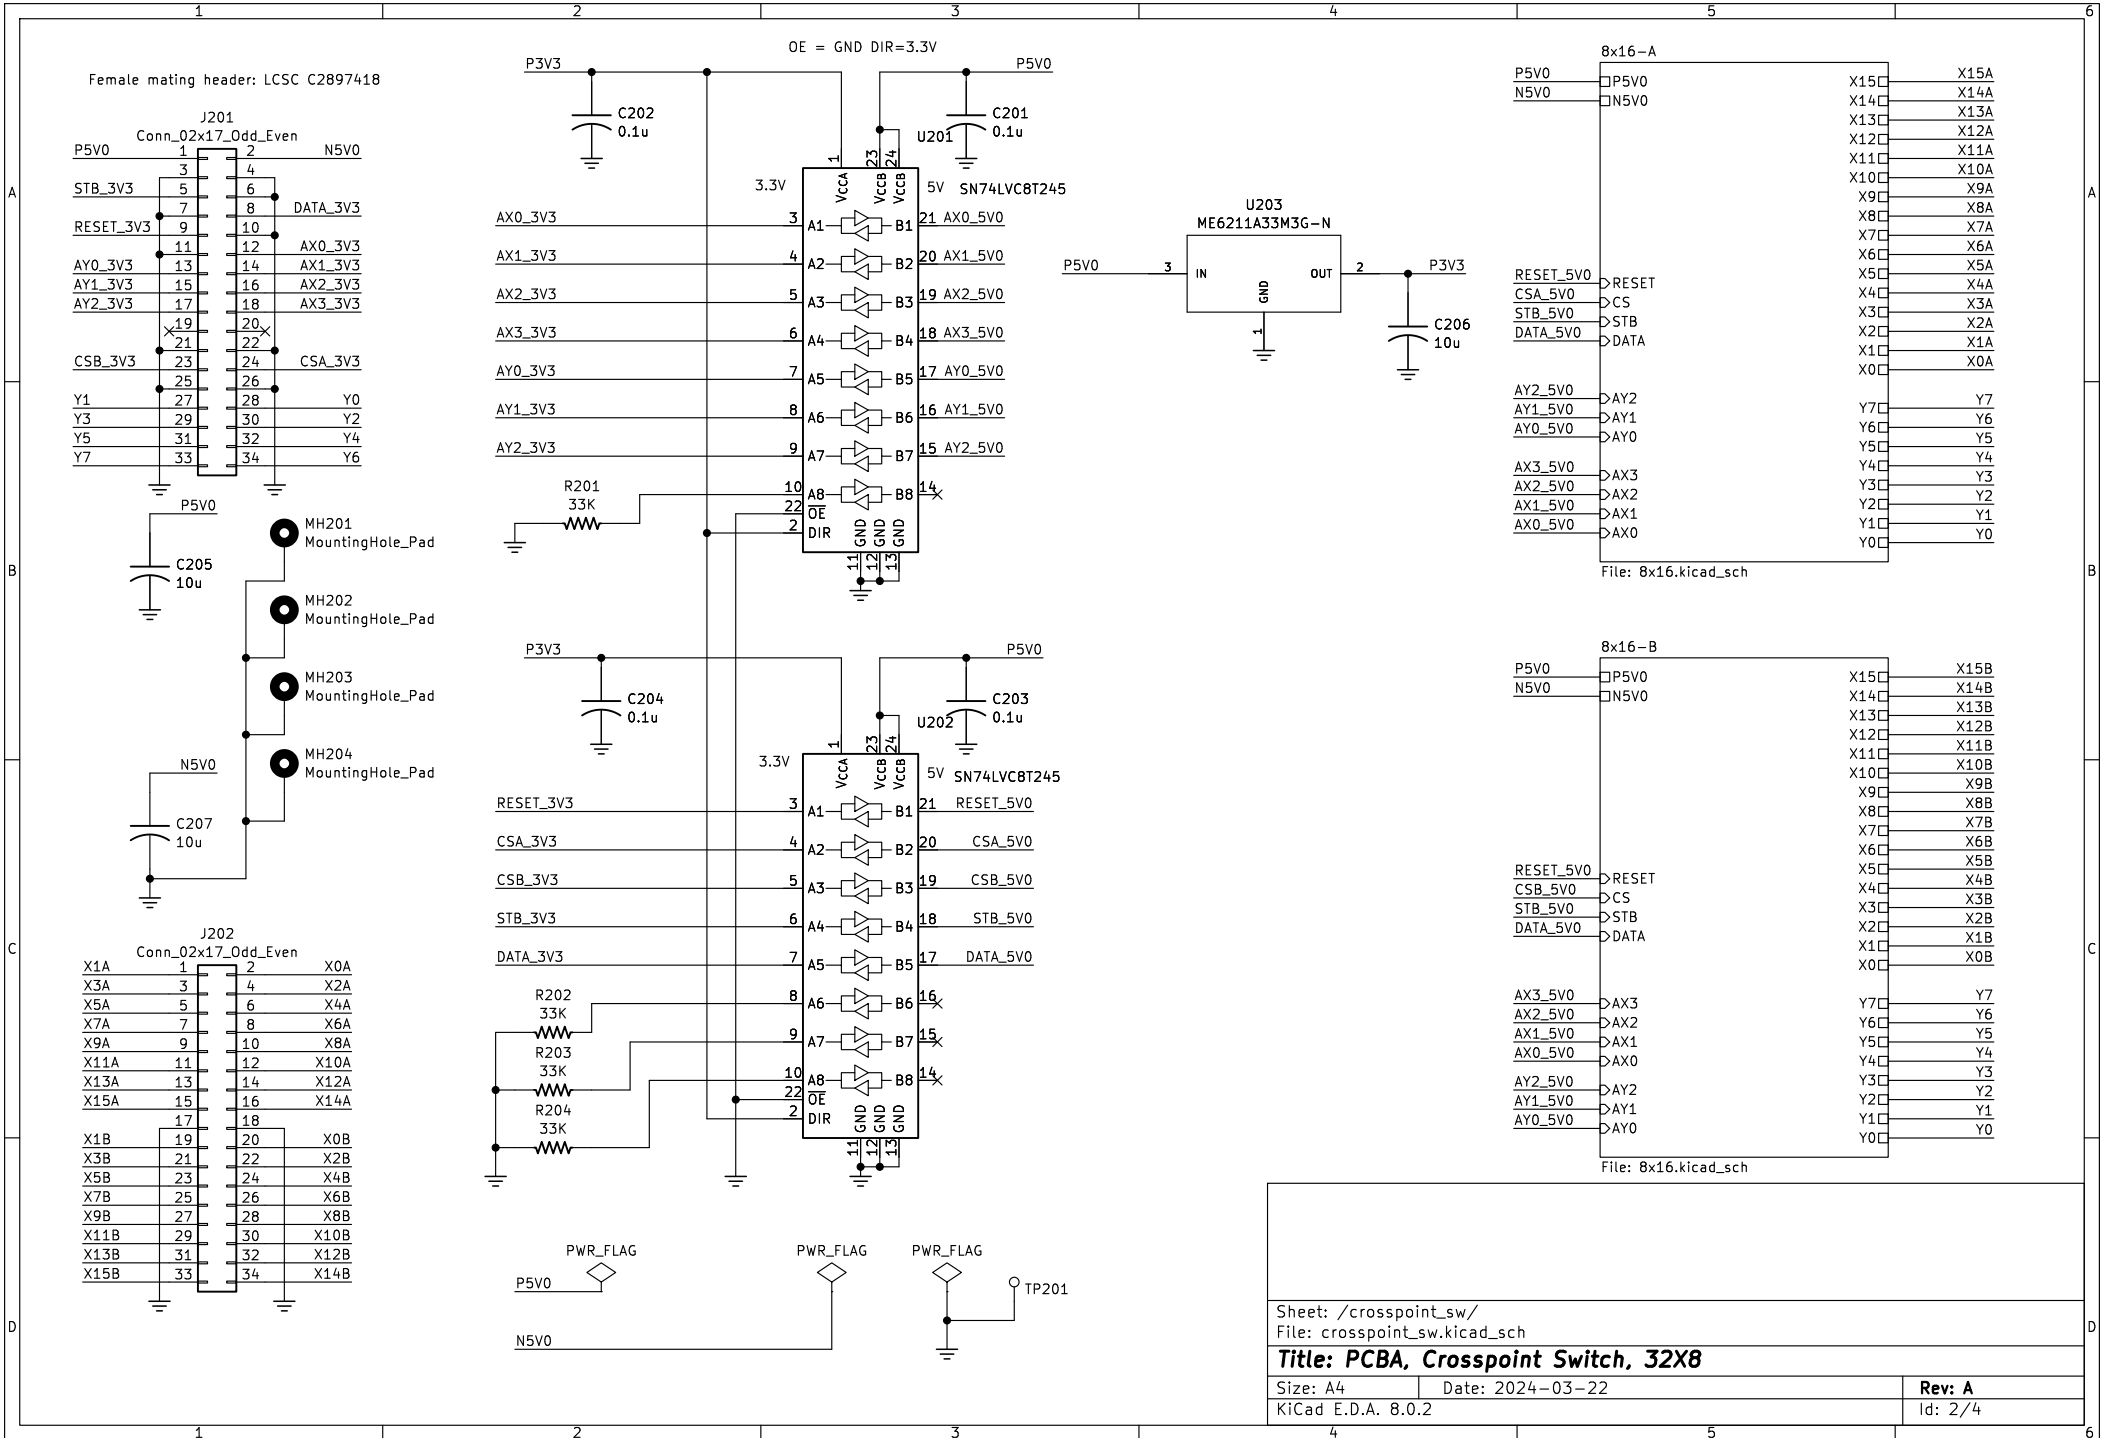 1 2 3 4 5 6
OE = GND DIR=3.3V
Female mating header: LCSC C2897418
J201
Conn_02x17_Odd_Even
P5V0 1 2 N5V0
3 4
STB_3V3 5 6
7 8 DATA_3V3
RESET_3V3 9 10
11 12 AX0_3V3
AY0_3V3 13 14 AX1_3V3
AY1_3V3 15 16 AX2_3V3
AY2_3V3 17 18 AX3_3V3
19 20
21 22
CSB_3V3 23 24 CSA_3V3
25 26
Y1 27 28 Y0
Y3 29 30 Y2
Y5 31 32 Y4
Y7 33 34 Y6
P5V0
C205
10u
MH201
MountingHole_Pad
MH202
MountingHole_Pad
MH203
MountingHole_Pad
MH204
MountingHole_Pad
N5V0
C207
10u
J202
Conn_02x17_Odd_Even
X1A 1 2 X0A
X3A 3 4 X2A
X5A 5 6 X4A
X7A 7 8 X6A
X9A 9 10 X8A
X11A 11 12 X10A
X13A 13 14 X12A
X15A 15 16 X14A
17 18
X1B 19 20 X0B
X3B 21 22 X2B
X5B 23 24 X4B
X7B 25 26 X6B
X9B 27 28 X8B
X11B 29 30 X10B
X13B 31 32 X12B
X15B 33 34 X14B
P3V3 P5V0
C202
0.1u
C201
0.1u
U201
1 23 24
VCCA VCCB VCCB
3.3V 5V SN74LVC8T245
AX0_3V3 3 A1 B1 21 AX0_5V0
AX1_3V3 4 A2 B2 20 AX1_5V0
AX2_3V3 5 A3 B3 19 AX2_5V0
AX3_3V3 6 A4 B4 18 AX3_5V0
AY0_3V3 7 A5 B5 17 AY0_5V0
AY1_3V3 8 A6 B6 16 AY1_5V0
AY2_3V3 9 A7 B7 15 AY2_5V0
R201
33K
10 A8 B8 14
22 OE
2 DIR
GND GND GND
11 12 13
P3V3 P5V0
C204
0.1u
C203
0.1u
U202
1 23 24
VCCA VCCB VCCB
3.3V 5V SN74LVC8T245
RESET_3V3 3 A1 B1 21 RESET_5V0
CSA_3V3 4 A2 B2 20 CSA_5V0
CSB_3V3 5 A3 B3 19 CSB_5V0
STB_3V3 6 A4 B4 18 STB_5V0
DATA_3V3 7 A5 B5 17 DATA_5V0
R202
33K
8 A6 B6 16
R203
33K
9 A7 B7 15
R204
33K
10 A8 B8 14
22 OE
2 DIR
GND GND GND
11 12 13
PWR_FLAG PWR_FLAG PWR_FLAG
P5V0
TP201
N5V0
U203
ME6211A33M3G-N
P5V0 3 IN OUT 2 P3V3
GND
1
C206
10u
8x16-A
P5V0 P5V0 X15 X15A
N5V0 N5V0 X14 X14A
X13 X13A
X12 X12A
X11 X11A
X10 X10A
X9 X9A
X8 X8A
X7 X7A
X6 X6A
RESET_5V0 RESET X5 X5A
CSA_5V0 CS X4 X4A
STB_5V0 STB X3 X3A
DATA_5V0 DATA X2 X2A
X1 X1A
X0 X0A
AY2_5V0 AY2 Y7 Y7
AY1_5V0 AY1 Y6 Y6
AY0_5V0 AY0 Y5 Y5
AX3_5V0 AX3 Y4 Y4
AX2_5V0 AX2 Y3 Y3
AX1_5V0 AX1 Y2 Y2
AX0_5V0 AX0 Y1 Y1
Y0 Y0
File: 8x16.kicad_sch
8x16-B
P5V0 P5V0 X15 X15B
N5V0 N5V0 X14 X14B
X13 X13B
X12 X12B
X11 X11B
X10 X10B
X9 X9B
X8 X8B
X7 X7B
X6 X6B
RESET_5V0 RESET X5 X5B
CSB_5V0 CS X4 X4B
STB_5V0 STB X3 X3B
DATA_5V0 DATA X2 X2B
X1 X1B
X0 X0B
AX3_5V0 AX3 Y7 Y7
AX2_5V0 AX2 Y6 Y6
AX1_5V0 AX1 Y5 Y5
AX0_5V0 AX0 Y4 Y4
AY2_5V0 AY2 Y3 Y3
AY1_5V0 AY1 Y2 Y2
AY0_5V0 AY0 Y1 Y1
Y0 Y0
File: 8x16.kicad_sch
A A
B B
C C
D D
Sheet: /crosspoint_sw/
File: crosspoint_sw.kicad_sch
Title: PCBA, Crosspoint Switch, 32X8
Size: A4 Date: 2024-03-22 Rev: A
KiCad E.D.A. 8.0.2 Id: 2/4
1 2 3 4 5 6